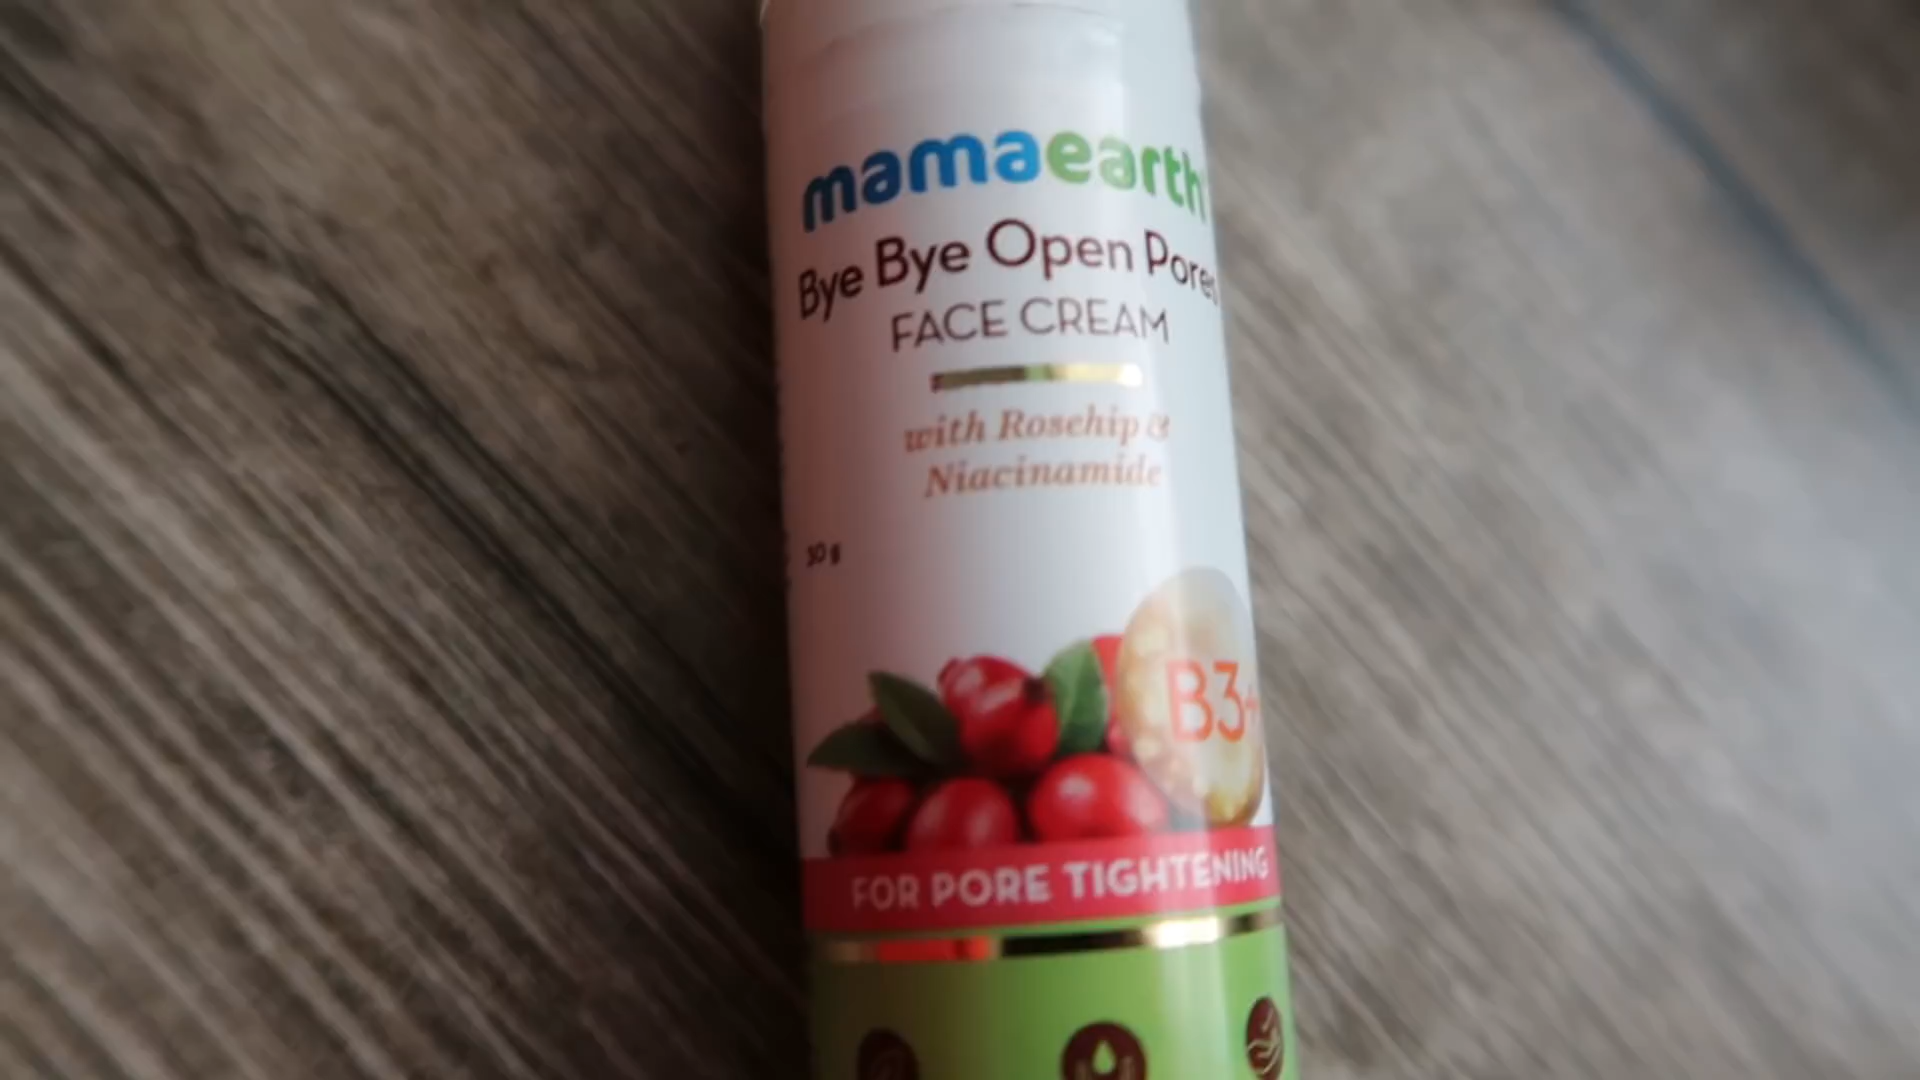 mamaearth
Bye Bye Open Pores
FACE CREAM
with Rosehip &
Niacinamide
30 g
B3+
FOR PORE TIGHTENING